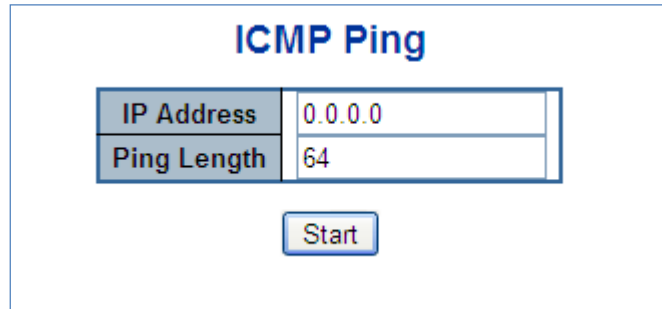 ICMP Ping
IP Address 0.0.0.0
Ping Length 64
Start